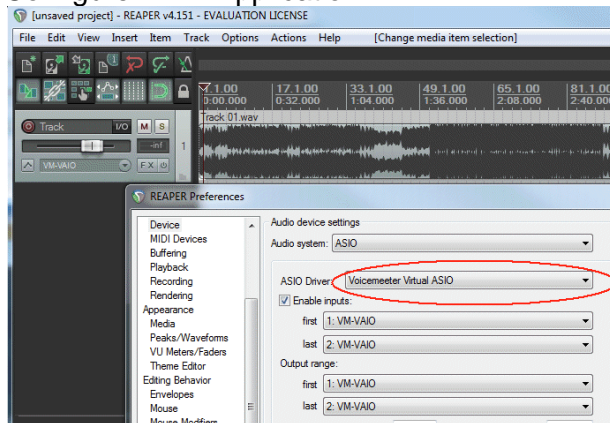 [unsaved project] - REAPER v4.151 - EVALUATION LICENSE
File Edit View Insert Item Track Options Actions Help [Change media item selection]
1.00 17.1.00 33.1.00 49.1.00 65.1.00 81.1.0
0:00.000 0:32.000 1:04.000 1:36.000 2:08.000 2:40.00
Track 01.wav
Track I/O M S
-inf 1
VM-VAIO FX
REAPER Preferences
Device
MIDI Devices
Buffering
Playback
Recording
Rendering
Appearance
Media
Peaks/Waveforms
VU Meters/Faders
Theme Editor
Editing Behavior
Envelopes
Mouse
Mouse Modifiers
Audio device settings
Audio system: ASIO
ASIO Driver: Voicemeeter Virtual ASIO
Enable inputs:
first 1: VM-VAIO
last 2: VM-VAIO
Output range:
first 1: VM-VAIO
last 2: VM-VAIO